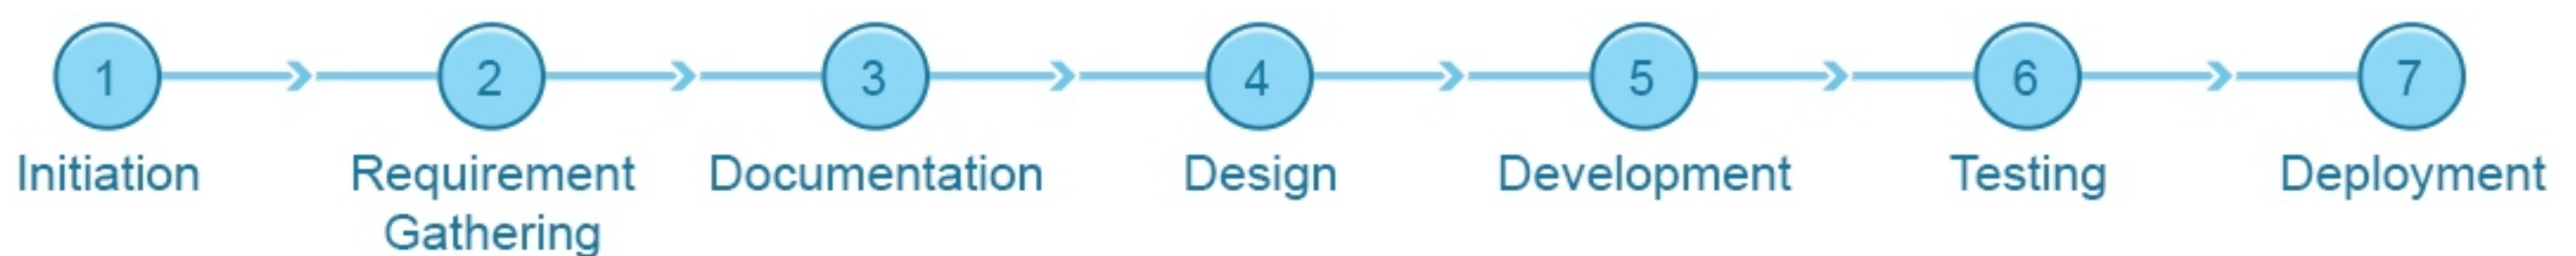 1
2
3
4
5
6
7
Initiation
Requirement
Gathering
Documentation
Design
Development
Testing
Deployment